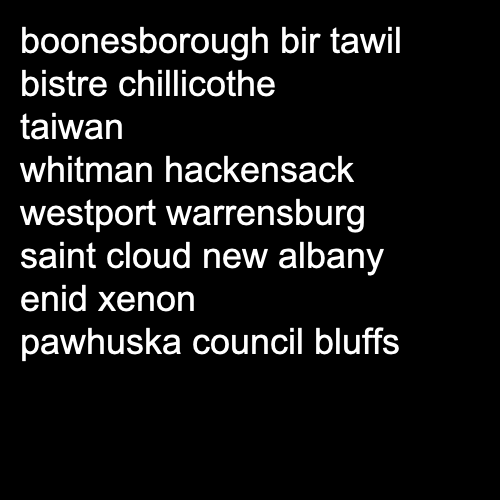 boonesborough bir tawil
bistre chillicothe
taiwan
whitman hackensack
westport warrensburg
saint cloud new albany
enid xenon
pawhuska council bluffs